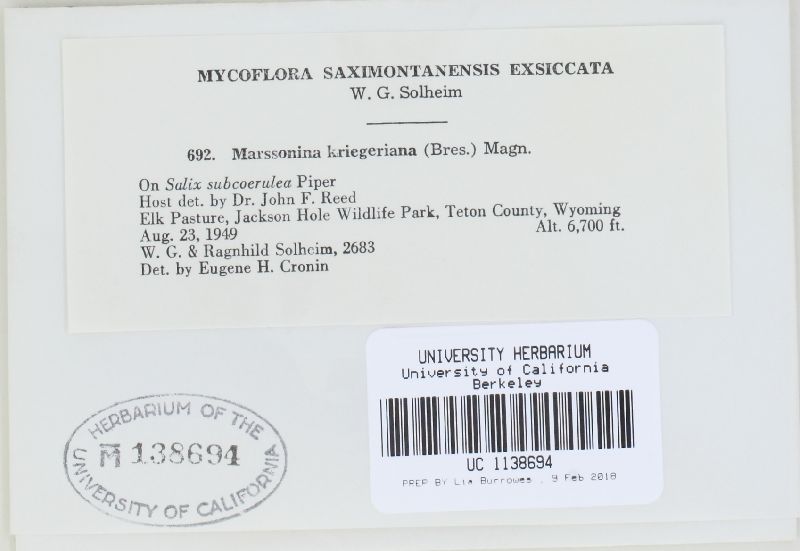 MYCOFLORA SAXIMONTANENSIS EXSICCATA
W. G. Solheim
692. Marssonina kriegeriana (Bres.) Magn.
On Salix subcoerulea Piper
Host det. by Dr. John F. Reed
Elk Pasture, Jackson Hole Wildlife Park, Teton County, Wyoming
Aug. 23, 1949 Alt. 6,700 ft.
W. G. & Ragnhild Solheim, 2683
Det. by Eugene H. Cronin
UNIVERSITY HERBARIUM
University of California
Berkeley
UC 1138694
PREP BY Lia Burrowes , 9 Feb 2018
HERBARIUM OF THE
M 138694
UNIVERSITY OF CALIFORNIA